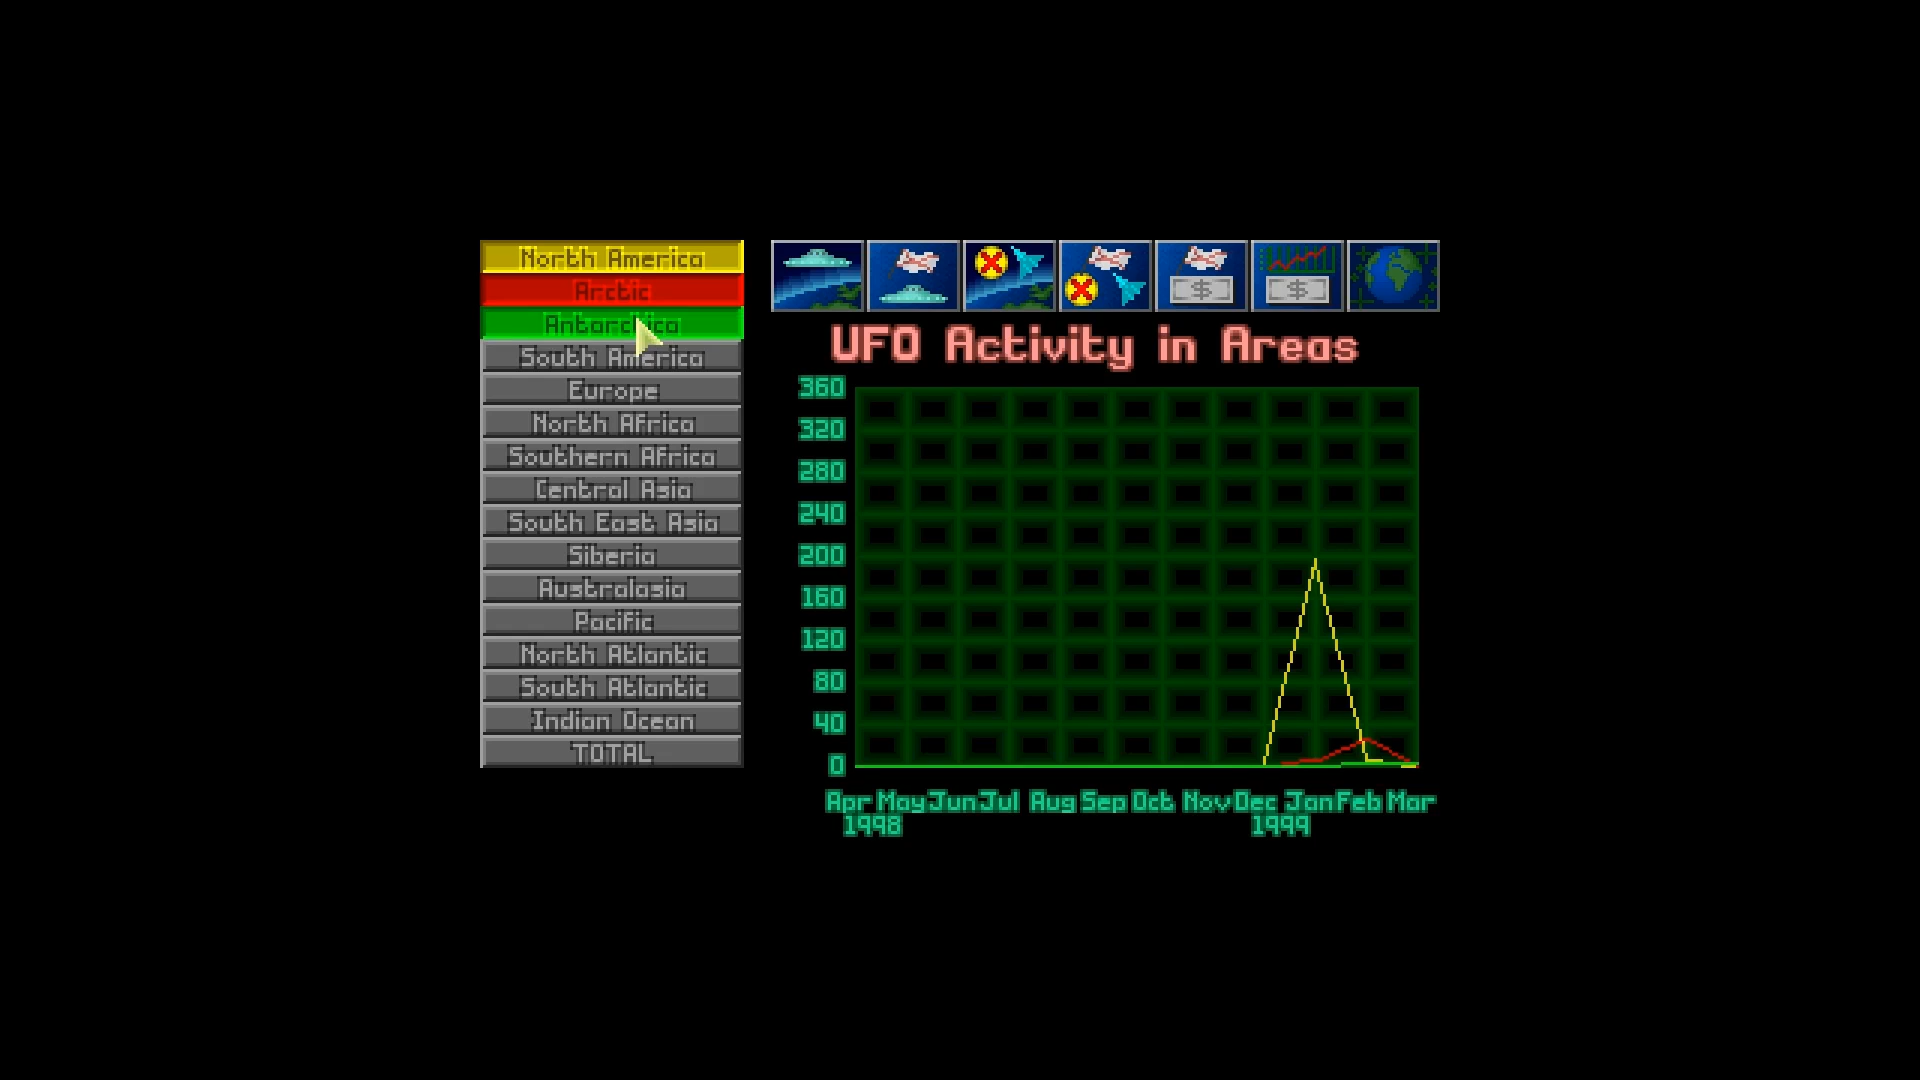 North America
Arctic
Antarctica
South America
Europe
North Africa
Southern Africa
Central Asia
South East Asia
Siberia
Australasia
Pacific
North Atlantic
South Atlantic
Indian Ocean
TOTAL
$ $
UFO Activity in Areas
360
320
280
240
200
160
120
80
40
0
Apr May Jun Jul Aug Sep Oct Nov Dec Jan Feb Mar
1998 1999